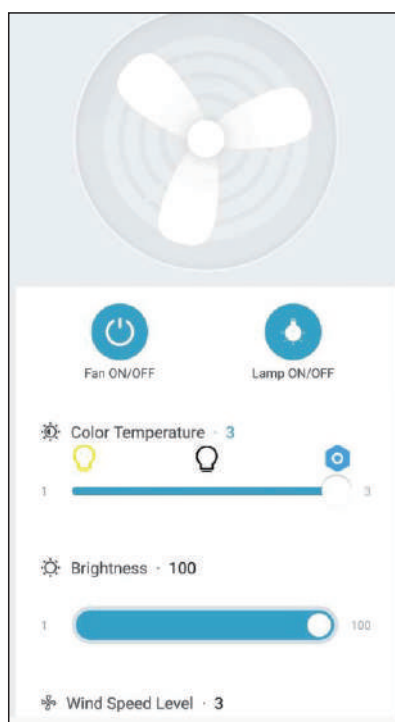 Fan ON/OFF
Lamp ON/OFF
Color Temperature · 3
1
3
Brightness · 100
1
100
Wind Speed Level · 3